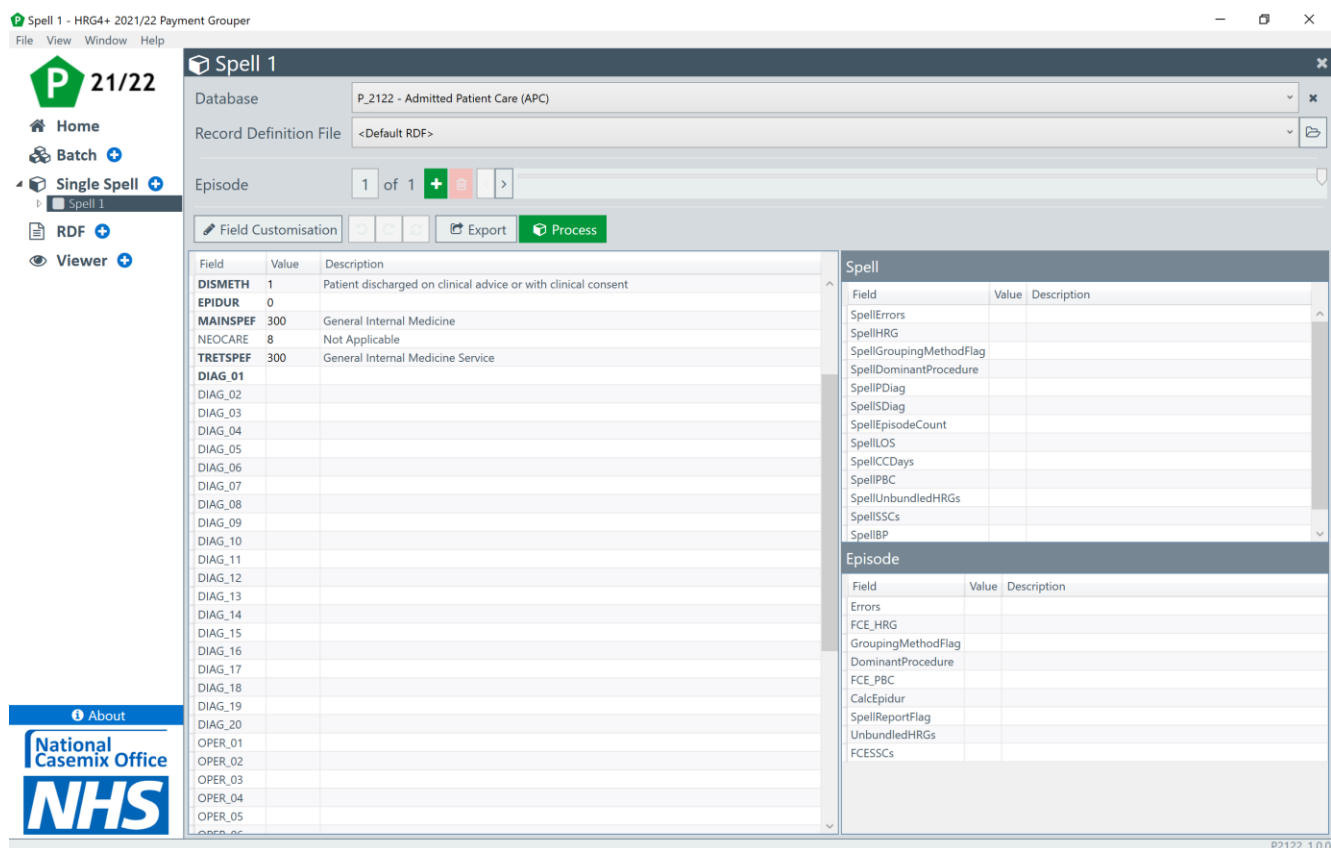 Spell 1 - HRG4+ 2021/22 Payment Grouper
File View Window Help
P 21/22
Home
Batch
Single Spell
Spell 1
RDF
Viewer
About
National
Casemix Office
NHS
Spell 1
Database P_2122 - Admitted Patient Care (APC)
Record Definition File <Default RDF>
Episode 1 of 1
Field Customisation Export Process
Field Value Description
DISMETH 1 Patient discharged on clinical advice or with clinical consent
EPIDUR 0
MAINSPEF 300 General Internal Medicine
NEOCARE 8 Not Applicable
TRETSPEF 300 General Internal Medicine Service
DIAG_01
DIAG_02
DIAG_03
DIAG_04
DIAG_05
DIAG_06
DIAG_07
DIAG_08
DIAG_09
DIAG_10
DIAG_11
DIAG_12
DIAG_13
DIAG_14
DIAG_15
DIAG_16
DIAG_17
DIAG_18
DIAG_19
DIAG_20
OPER_01
OPER_02
OPER_03
OPER_04
OPER_05
OPER_06
Spell
Field Value Description
SpellErrors
SpellHRG
SpellGroupingMethodFlag
SpellDominantProcedure
SpellPDiag
SpellSDiag
SpellEpisodeCount
SpellLOS
SpellCCDays
SpellPBC
SpellUnbundledHRGs
SpellSSCs
SpellBP
Episode
Field Value Description
Errors
FCE_HRG
GroupingMethodFlag
DominantProcedure
FCE_PBC
CalcEpidur
SpellReportFlag
UnbundledHRGs
FCESSCs
P2122_1.0.0